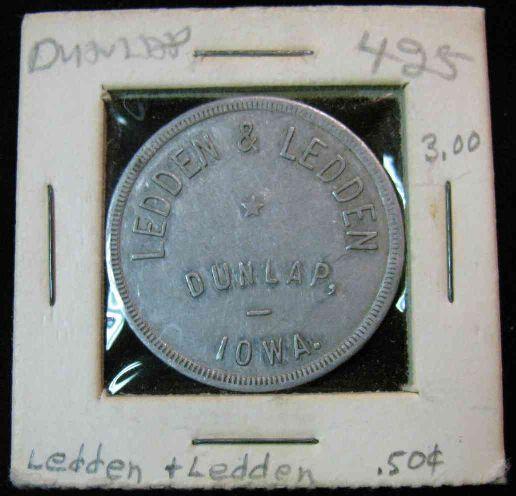 Dunlap 425
3.00
LEDDEN & LEDDEN
DUNLAP,
IOWA.
Ledden + Ledden .50¢